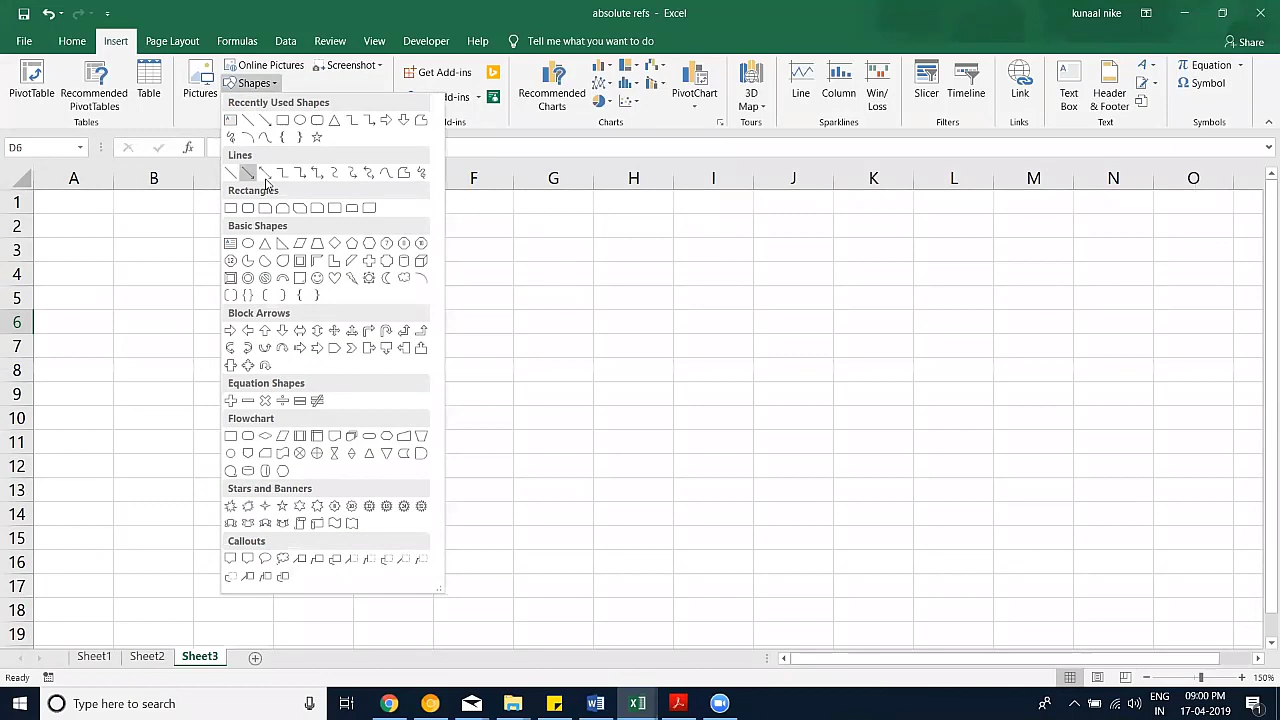 absolute refs - Excel
kunaal nike
File Home Insert Page Layout Formulas Data Review View Developer Help Tell me what you want to do Share
Online Pictures
Screenshot
Shapes
Get Add-ins
Add-ins
Equation
Symbol
PivotTable Recommended PivotTables Table Pictures Recommended Charts PivotChart 3D Map Line Column Win/Loss Slicer Timeline Link Text Box Header & Footer
Tables Charts Tours Sparklines Filters Links Text Symbols
D6
fx
A B F G H I J K L M N O
Recently Used Shapes
Lines
Rectangles
Basic Shapes
Block Arrows
Equation Shapes
Flowchart
Stars and Banners
Callouts
1
2
3
4
5
6
7
8
9
10
11
12
13
14
15
16
17
18
19
Sheet1 Sheet2 Sheet3
Ready
150%
Type here to search
ENG
IN
09:00 PM
17-04-2019